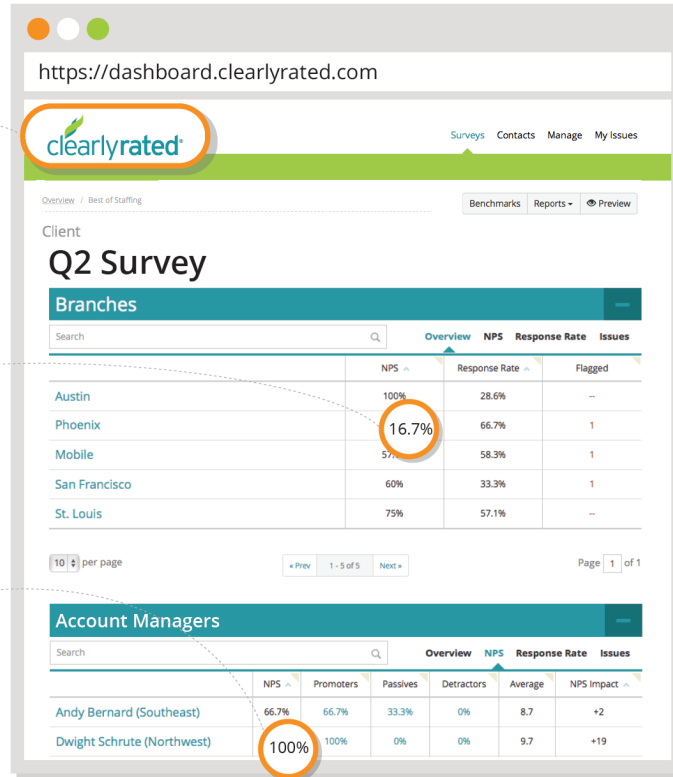 https://dashboard.clearlyrated.com
clearlyrated®
Surveys Contacts Manage My Issues
Overview / Best of Staffing
Benchmarks Reports Preview
Client
Q2 Survey
Branches
Search Overview NPS Response Rate Issues
NPS Response Rate Flagged
Austin 100% 28.6% --
Phoenix 16.7% 66.7% 1
Mobile 58.3% 1
San Francisco 60% 33.3% 1
St. Louis 75% 57.1% --
10 per page « Prev 1 - 5 of 5 Next » Page 1 of 1
Account Managers
Search Overview NPS Response Rate Issues
NPS Promoters Passives Detractors Average NPS Impact
Andy Bernard (Southeast) 66.7% 66.7% 33.3% 0% 8.7 +2
Dwight Schrute (Northwest) 100% 100% 0% 0% 9.7 +19